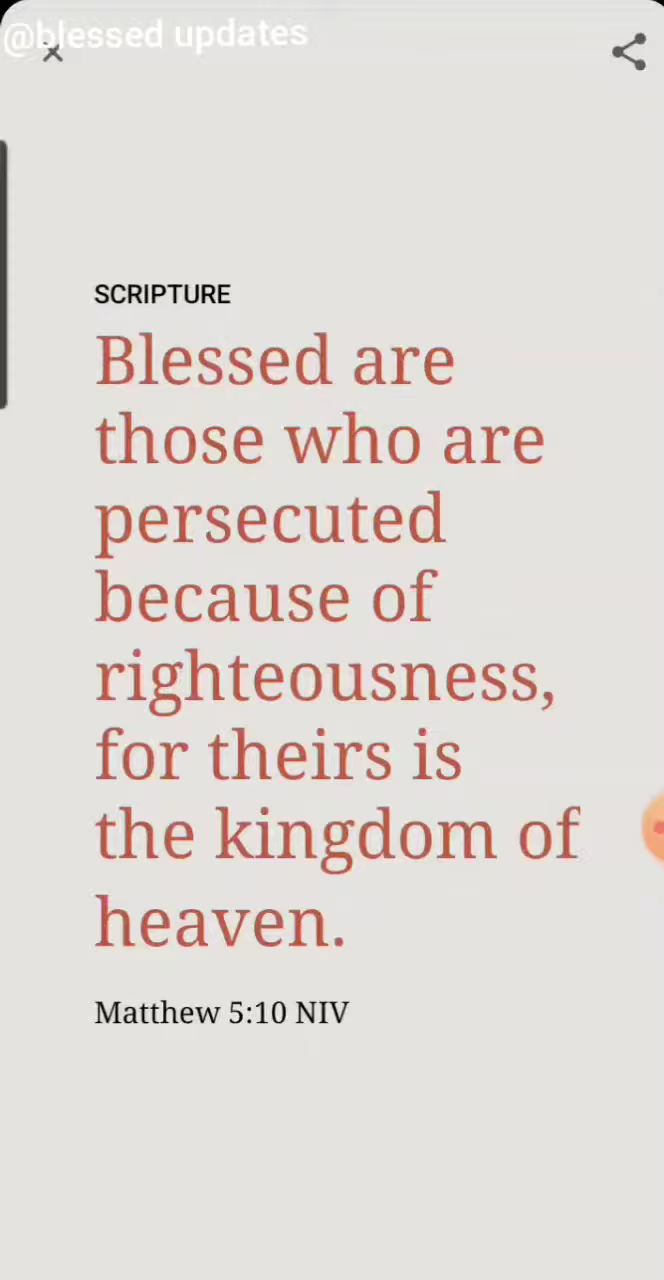 @blessed updates
SCRIPTURE
Blessed are
those who are
persecuted
because of
righteousness,
for theirs is
the kingdom of
heaven.
Matthew 5:10 NIV